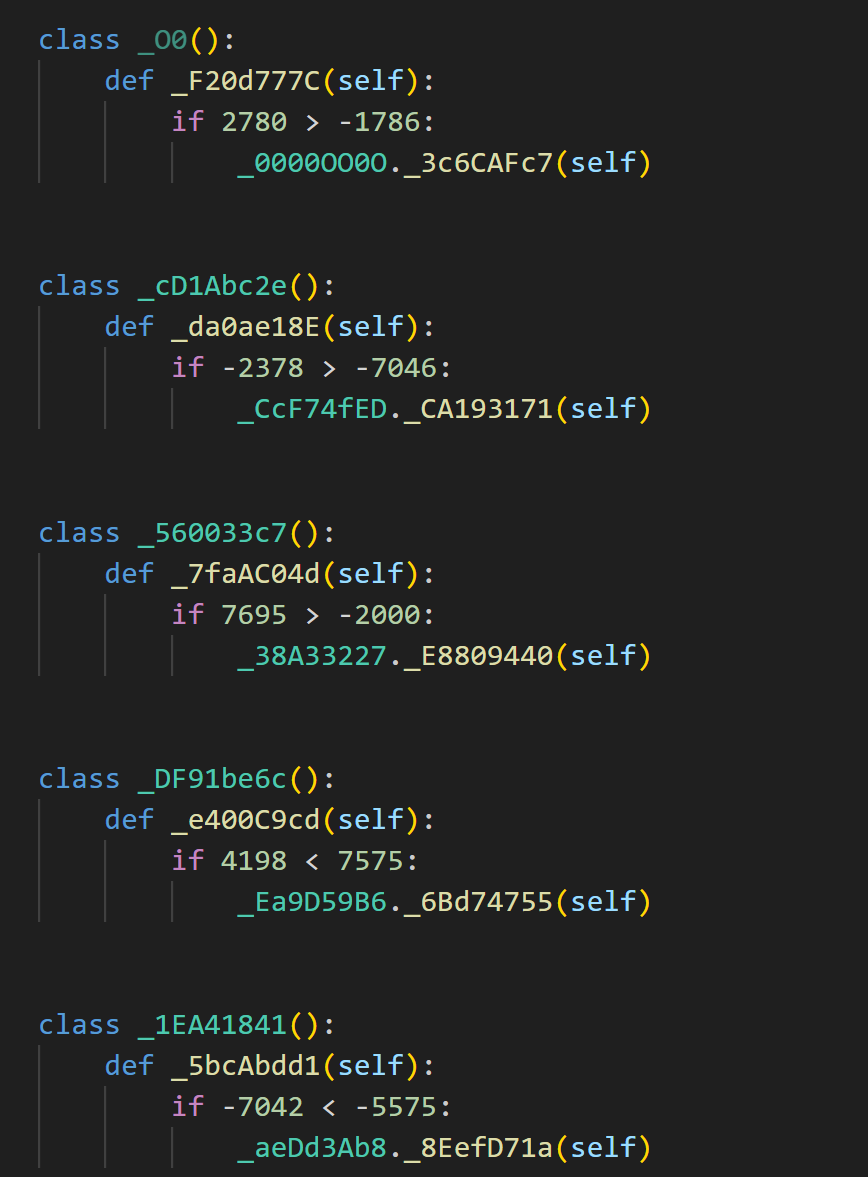 class _O0():
    def _F20d777C(self):
        if 2780 > -1786:
            _0000OO0O._3c6CAFc7(self)
class _cD1Abc2e():
    def _da0ae18E(self):
        if -2378 > -7046:
            _CcF74fED._CA193171(self)
class _560033c7():
    def _7faAC04d(self):
        if 7695 > -2000:
            _38A33227._E8809440(self)
class _DF91be6c():
    def _e400C9cd(self):
        if 4198 < 7575:
            _Ea9D59B6._6Bd74755(self)
class _1EA41841():
    def _5bcAbdd1(self):
        if -7042 < -5575:
            _aeDd3Ab8._8EefD71a(self)